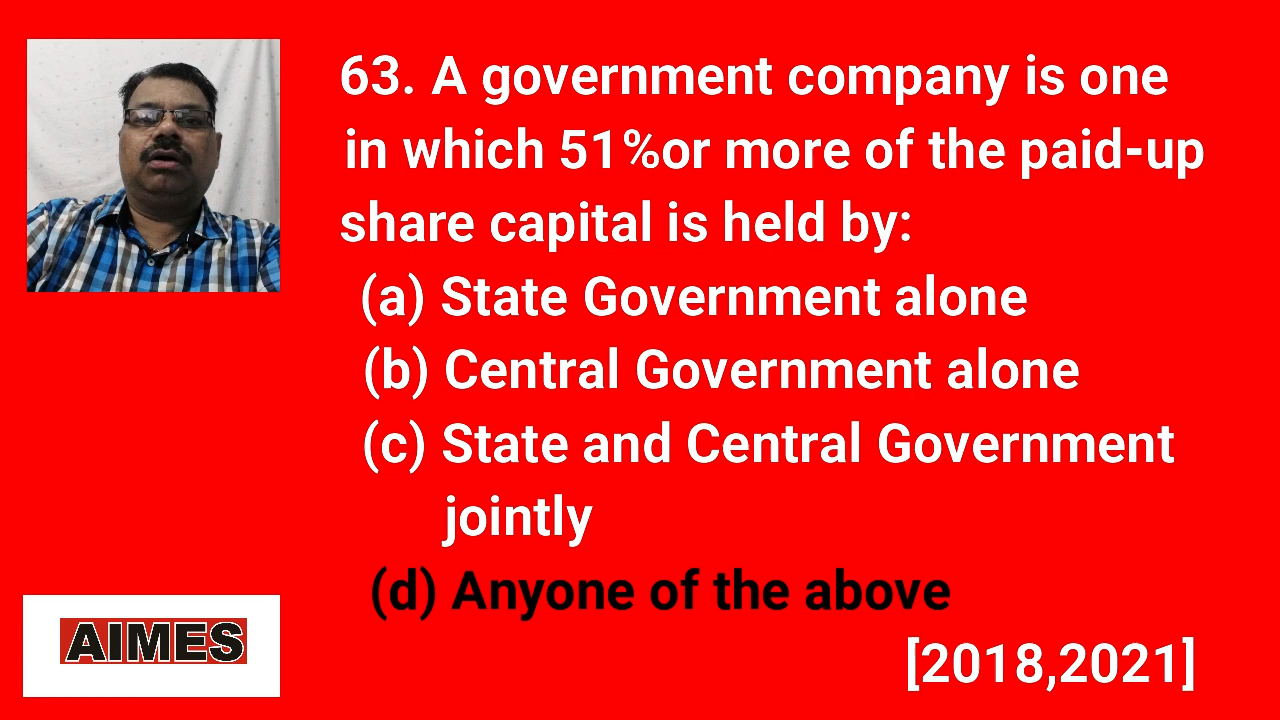 63. A government company is one
in which 51%or more of the paid-up
share capital is held by:
(a) State Government alone
(b) Central Government alone
(c) State and Central Government
jointly
(d) Anyone of the above
[2018,2021]
AIMES